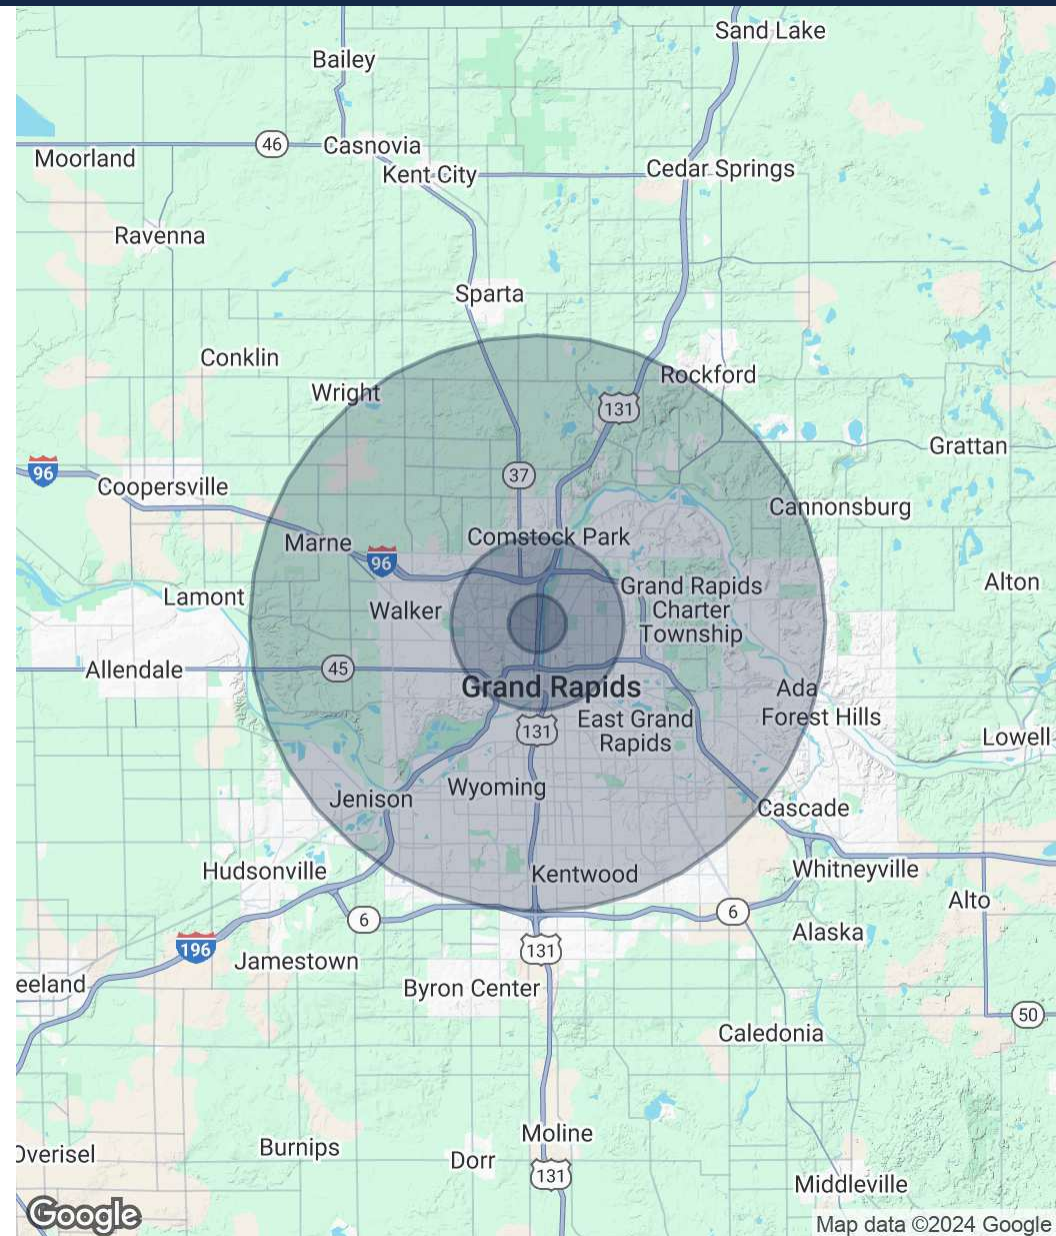 Sand Lake
Bailey
46
Casnovia
Moorland
Kent City
Cedar Springs
Ravenna
Sparta
Conklin
Rockford
Wright
131
Grattan
96
37
Coopersville
Cannonsburg
Comstock Park
Marne
96
Alton
Grand Rapids
Charter
Township
Lamont
Walker
45
Allendale
Grand Rapids
Ada
East Grand
Rapids
Forest Hills
131
Lowell
Wyoming
Jenison
Cascade
Hudsonville
Kentwood
Whitneyville
Alto
6
6
Alaska
196
131
Jamestown
eeland
Byron Center
50
Caledonia
Moline
Overisel
Burnips
Dorr
131
Middleville
Google
Map data ©2024 Google